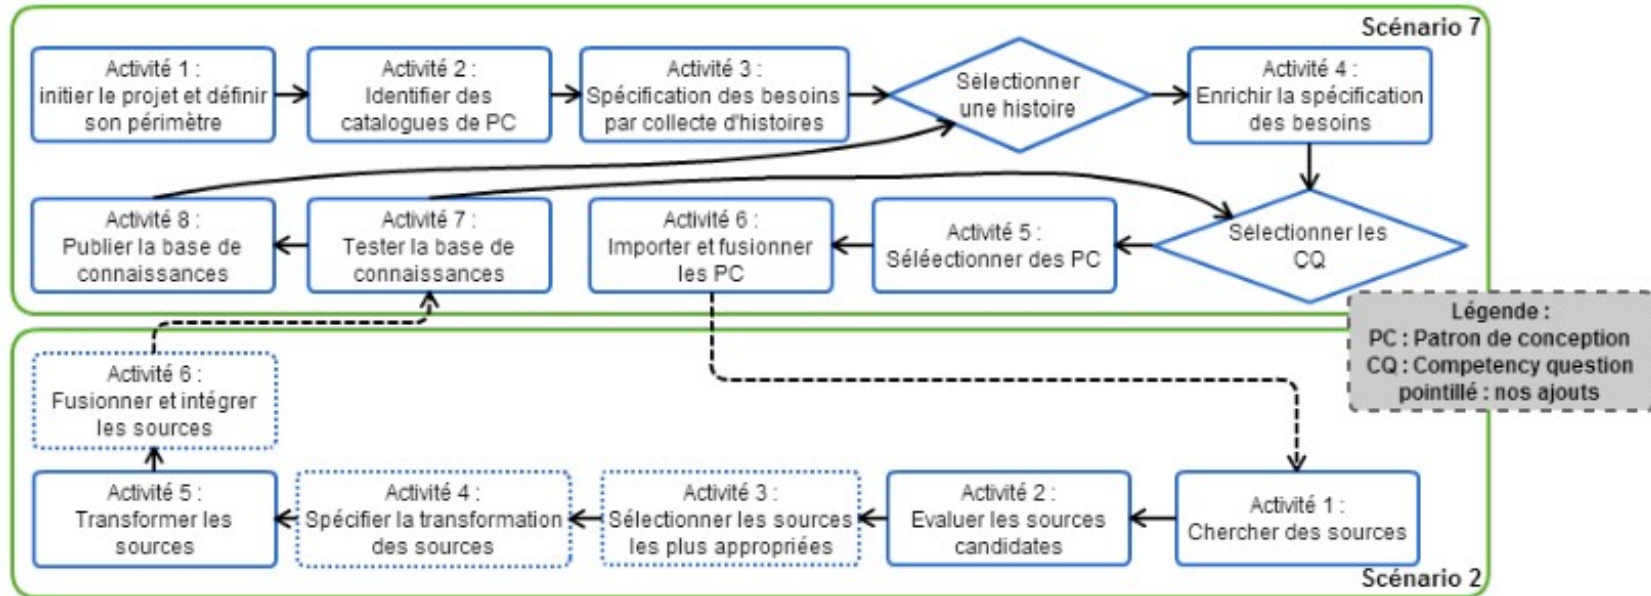 Scénario 7
Activité 1 :
initier le projet et définir
son périmètre
Activité 2 :
Identifier des
catalogues de PC
Activité 3 :
Spécification des besoins
par collecte d'histoires
Sélectionner
une histoire
Activité 4 :
Enrichir la spécification
des besoins
Activité 8 :
Publier la base de
connaissances
Activité 7 :
Tester la base de
connaissances
Activité 6 :
Importer et fusionner
les PC
Activité 5 :
Séléectionner des PC
Sélectionner les
CQ
Légende :
PC : Patron de conception
CQ : Competency question
pointillé : nos ajouts
Activité 6 :
Fusionner et intégrer
les sources
Activité 5 :
Transformer les
sources
Activité 4 :
Spécifier la transformation
des sources
Activité 3 :
Sélectionner les sources
les plus appropriées
Activité 2 :
Evaluer les sources
candidates
Activité 1 :
Chercher des sources
Scénario 2